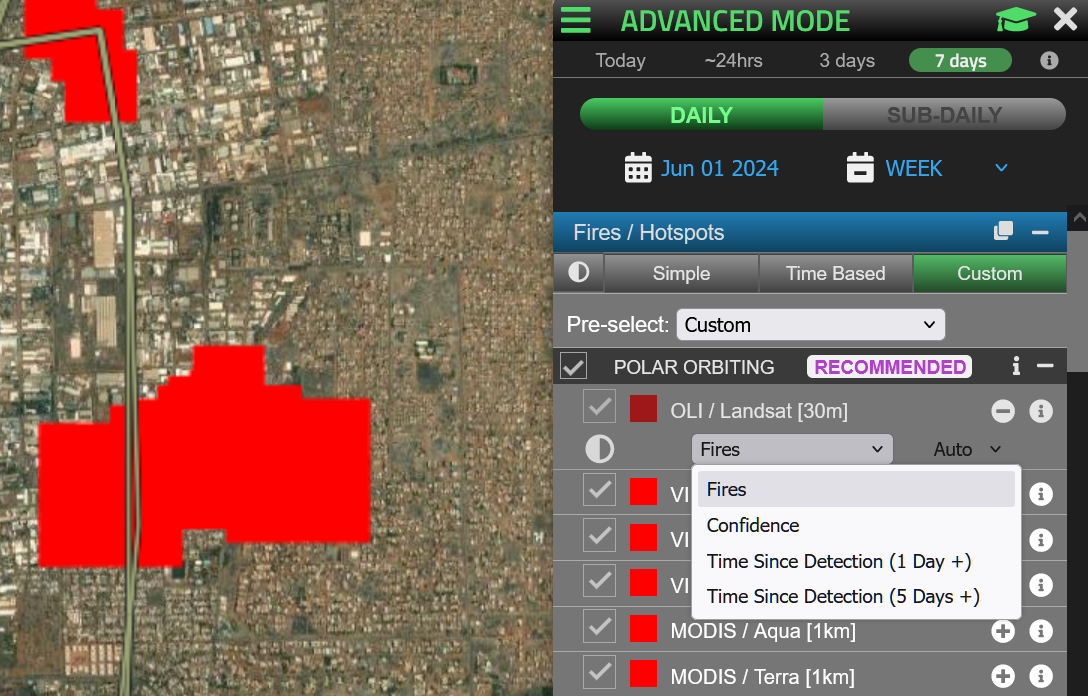 ADVANCED MODE
Today ~24hrs 3 days 7 days
DAILY SUB-DAILY
Jun 01 2024 WEEK
Fires / Hotspots
Simple Time Based Custom
Pre-select: Custom
POLAR ORBITING RECOMMENDED
OLI / Landsat [30m]
Fires Auto
Fires
VI
Confidence
VI
Time Since Detection (1 Day +)
VI
Time Since Detection (5 Days +)
MODIS / Aqua [1km]
MODIS / Terra [1km]